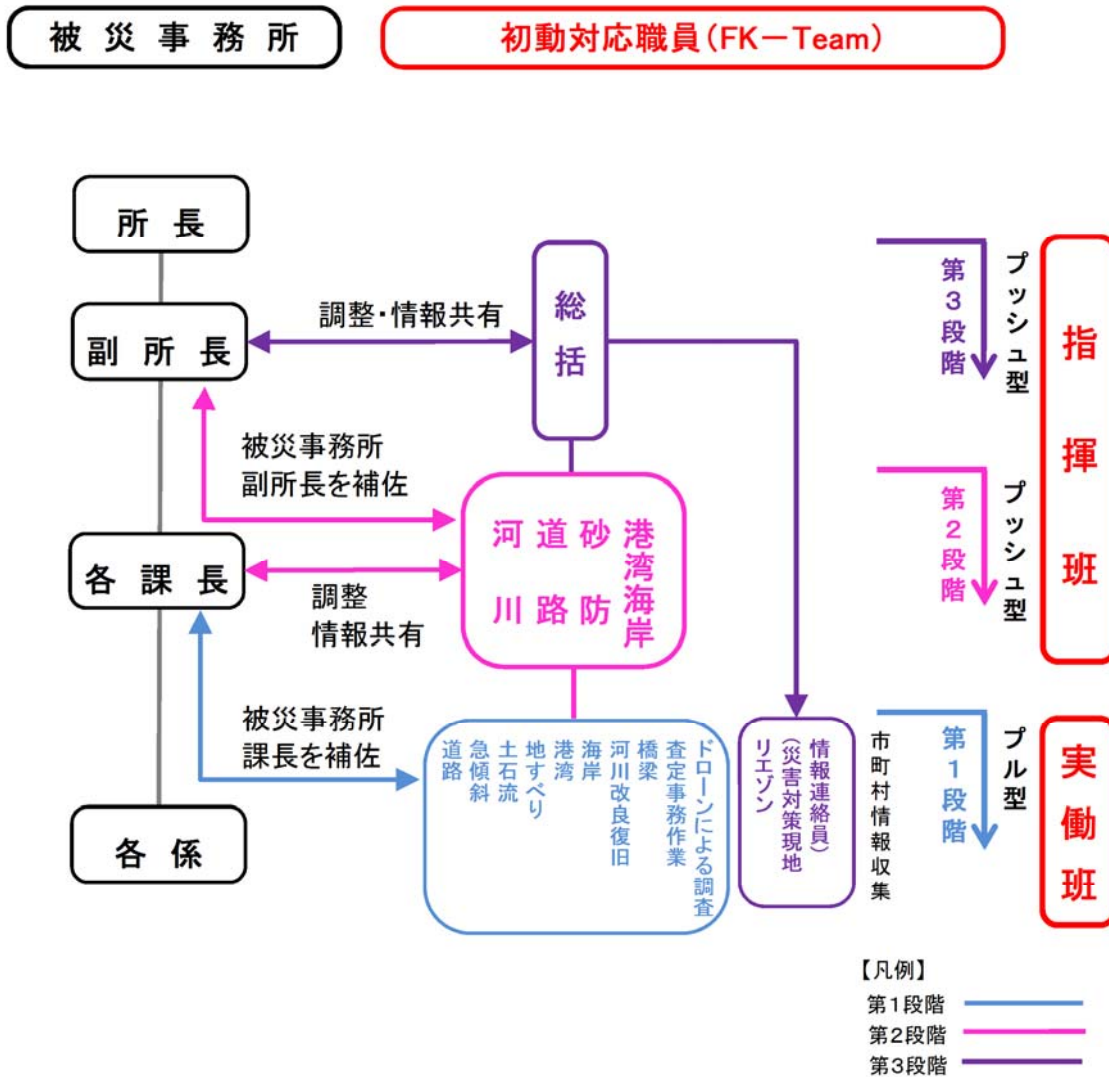 被災事務所
初動対応職員(FK－Team)
所長
副所長
各課長
各係
調整・情報共有
被災事務所
副所長を補佐
調整
情報共有
被災事務所
課長を補佐
総括
河川
道路
砂防
港湾海岸
道路
急傾斜
土石流
地すべり
港湾
海岸
河川改良復旧
橋梁
査定事務作業
ドローンによる調査
リエゾン
(災害対策現地
情報連絡員)
市町村情報収集
第3段階
プッシュ型
第2段階
プッシュ型
第1段階
プル型
指揮班
実働班
【凡例】
第1段階
第2段階
第3段階